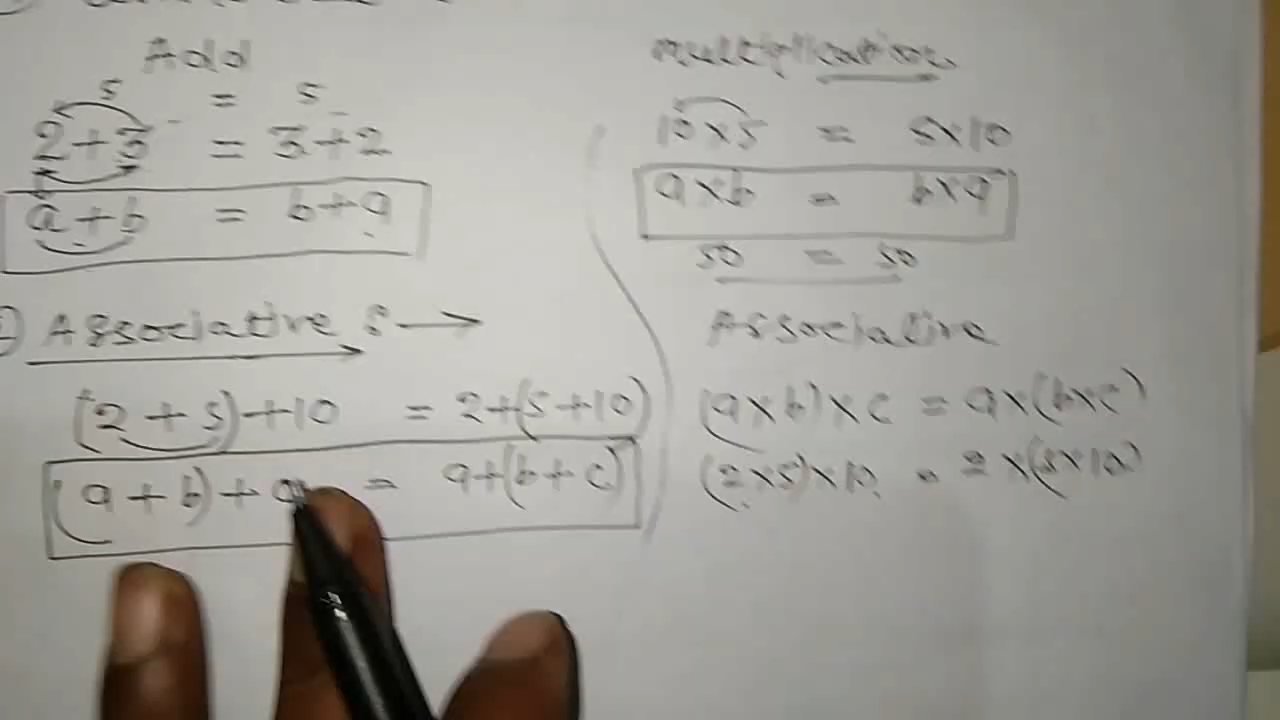 Add
5 = 5
2+3 = 3+2
a+b = b+a
Associative :→
(2+5)+10 = 2+(5+10)
(a+b)+ = a+(b+c)
Multiplication
10×5 = 5×10
a×b = b×a
50 = 50
Associative
(a×b)×c = a×(b×c)
(2×5)×10 = 2×(5×10)